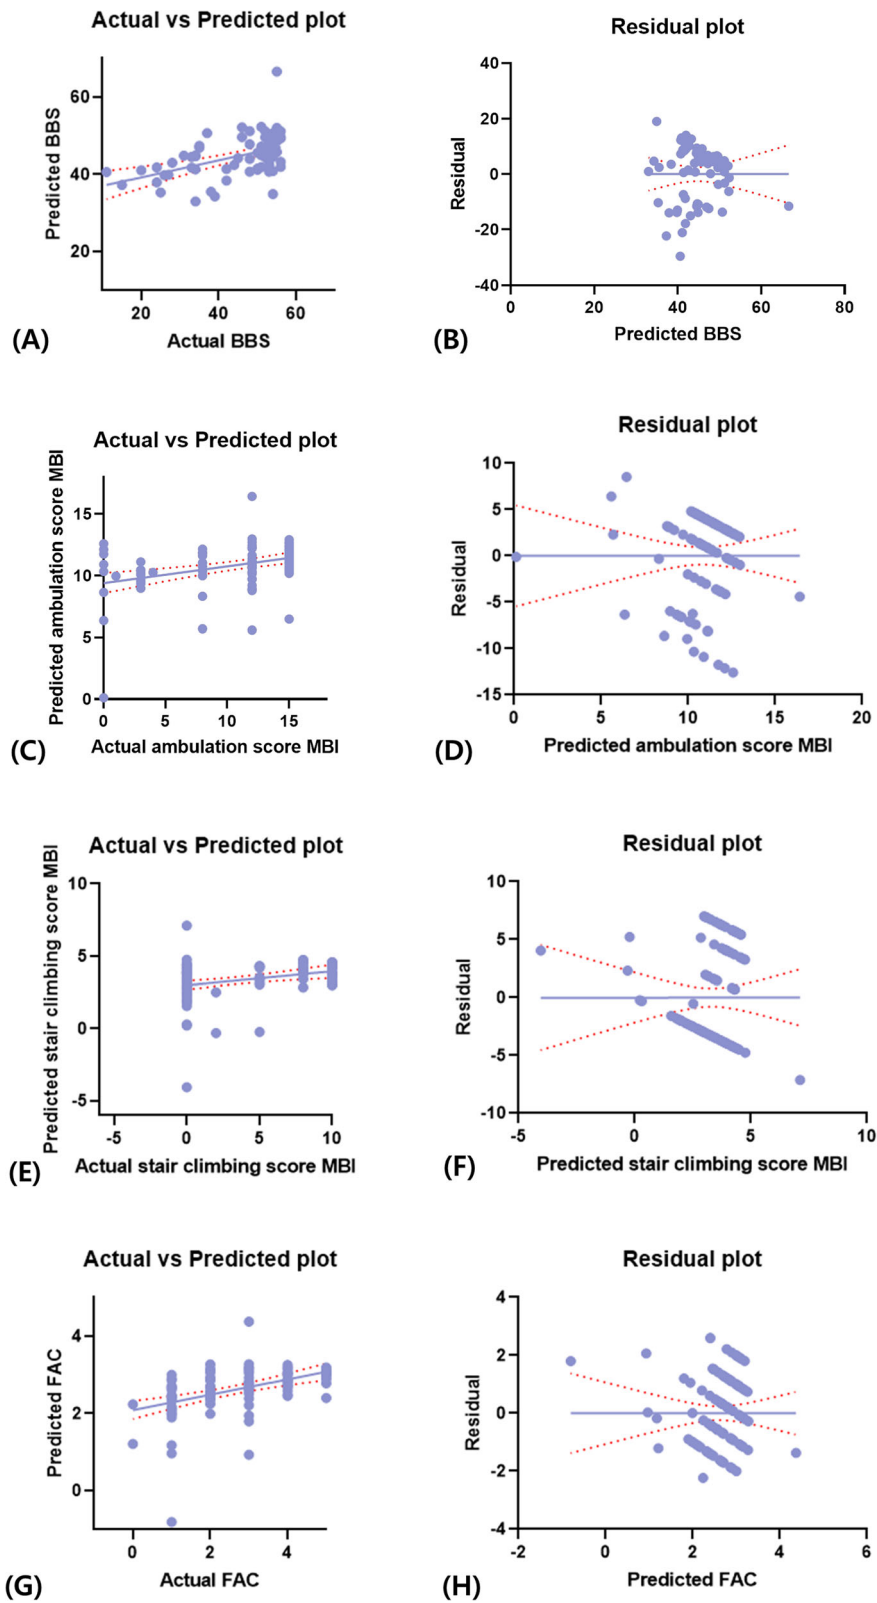 Actual vs Predicted plot
Predicted BBS
60
40
20
20
40
60
Actual BBS
(A)
Residual plot
Residual
40
20
0
-20
-40
0
20
40
60
80
Predicted BBS
(B)
Actual vs Predicted plot
Predicted ambulation score MBI
15
10
5
0
0
5
10
15
Actual ambulation score MBI
(C)
Residual plot
Residual
10
5
0
-5
-10
-15
0
5
10
15
20
Predicted ambulation score MBI
(D)
Actual vs Predicted plot
Predicted stair climbing score MBI
10
5
0
-5
-5
0
5
10
Actual stair climbing score MBI
(E)
Residual plot
Residual
10
5
0
-5
-10
-5
0
5
10
Predicted stair climbing score MBI
(F)
Actual vs Predicted plot
Predicted FAC
4
2
0
0
2
4
Actual FAC
(G)
Residual plot
Residual
4
2
0
-2
-4
-2
0
2
4
6
Predicted FAC
(H)